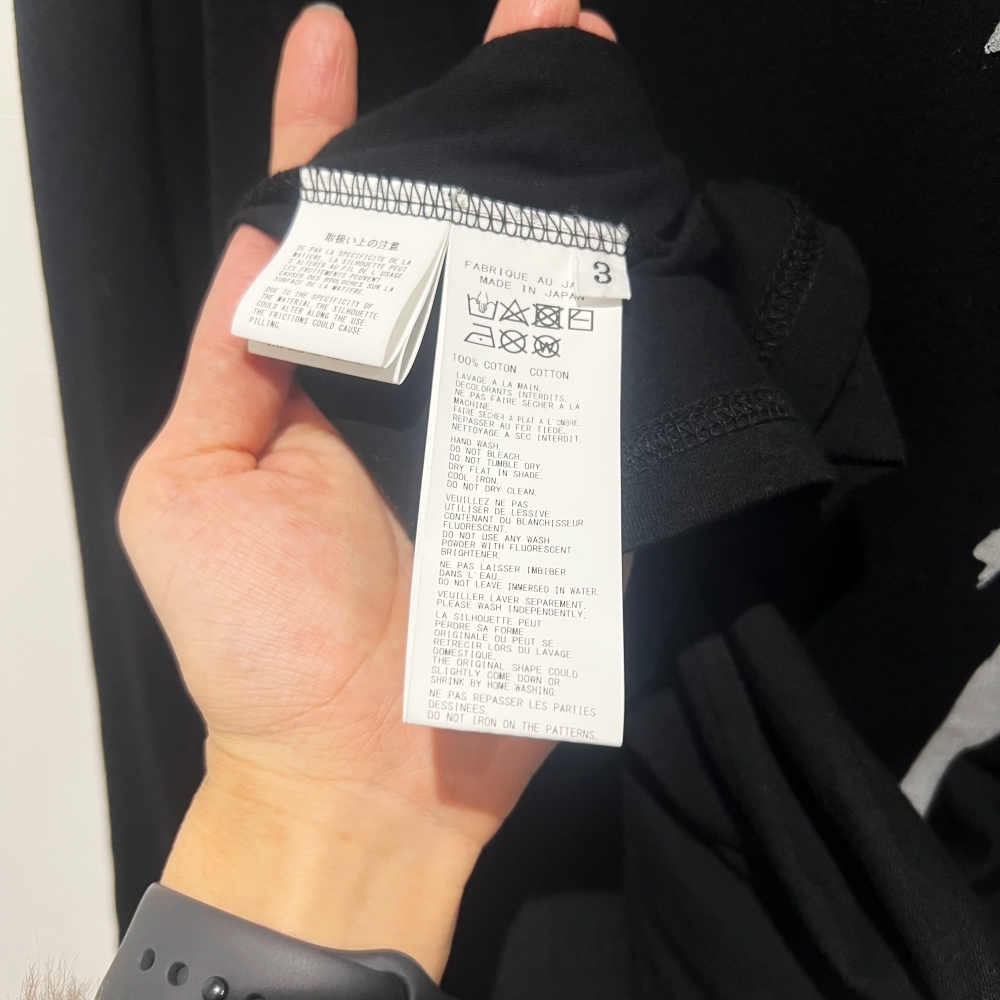 取扱い上の注意
DE PAR LA SPECIFICITE DE LA
MATIERE, LA SILHOUETTE PEUT
S'ALTERER AU FIL DE L'USAGE
LES FROTTEMENTS PEUVENT
CAUSER DES BOULOCHES SUR LA
SURFACE DE LA MATIERE.
DUE TO THE SPECIFICITY OF
THE MATERIAL, THE SILHOUETTE
COULD ALTER ALONG THE USE
THE FRICTIONS COULD CAUSE
PILLING.
3
FABRIQUE AU JA
MADE IN JAPAN
100% COTON COTTON
LAVAGE A LA MAIN.
DECOLORANTS INTERDITS.
NE PAS FAIRE SECHER A LA
MACHINE.
FAIRE SECHER A PLAT A L'OMBRE.
REPASSER AU FER TIEDE.
NETTOYAGE A SEC INTERDIT.
HAND WASH.
DO NOT BLEACH.
DO NOT TUMBLE DRY.
DRY FLAT IN SHADE.
COOL IRON.
DO NOT DRY CLEAN.
VEUILLEZ NE PAS
UTILISER DE LESSIVE
CONTENANT DU BLANCHISSEUR
FLUORESCENT.
DO NOT USE ANY WASH
POWDER WITH FLUORESCENT
BRIGHTENER.
NE PAS LAISSER IMBIBER
DANS L'EAU.
DO NOT LEAVE IMMERSED IN WATER.
VEUILLER LAVER SEPAREMENT.
PLEASE WASH INDEPENDENTLY.
LA SILHOUETTE PEUT
PERDRE SA FORME
ORIGINALE OU PEUT SE
RETRECIR LORS DU LAVAGE
DOMESTIQUE.
THE ORIGINAL SHAPE COULD
SLIGHTLY COME DOWN OR
SHRINK BY HOME WASHING.
NE PAS REPASSER LES PARTIES
DESSINEES.
DO NOT IRON ON THE PATTERNS.